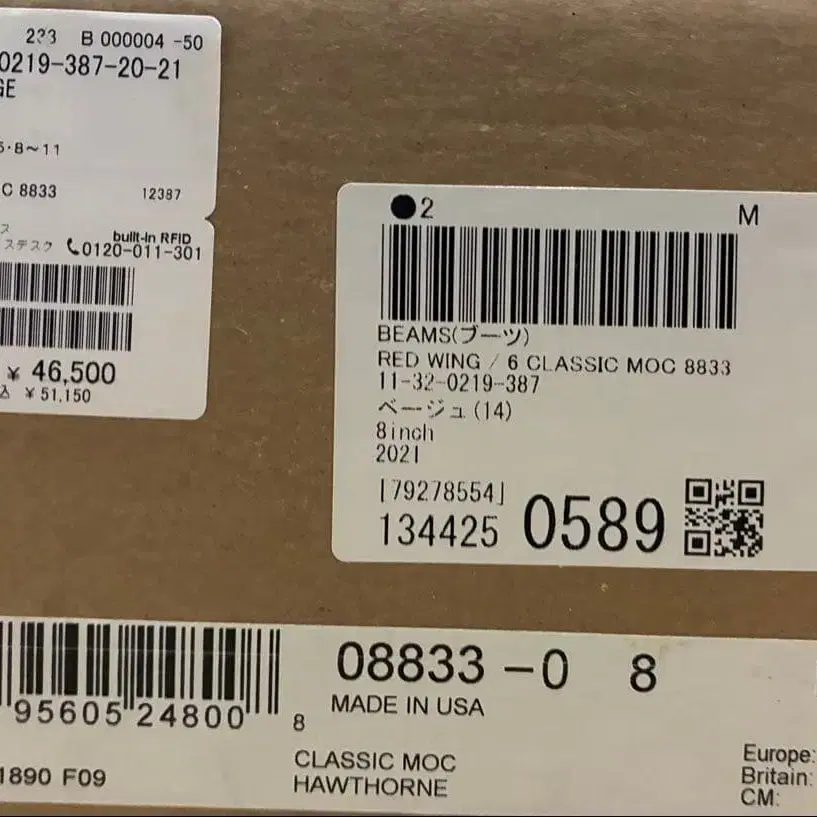 223 B 000004 -50
0219-387-20-21
GE
5・8～11
C 8833 12387
ス
built-in RFID
ステスク 0120-011-301
¥ 46,500
込 ¥ 51,150
●2 M
BEAMS(ブーツ)
RED WING / 6 CLASSIC MOC 8833
11-32-0219-387
ベージュ(14)
8inch
2021
[79278554]
134425 0589
08833 -0 8
MADE IN USA
95605 24800 8
CLASSIC MOC
HAWTHORNE
1890 F09
Europe:
Britain:
CM: